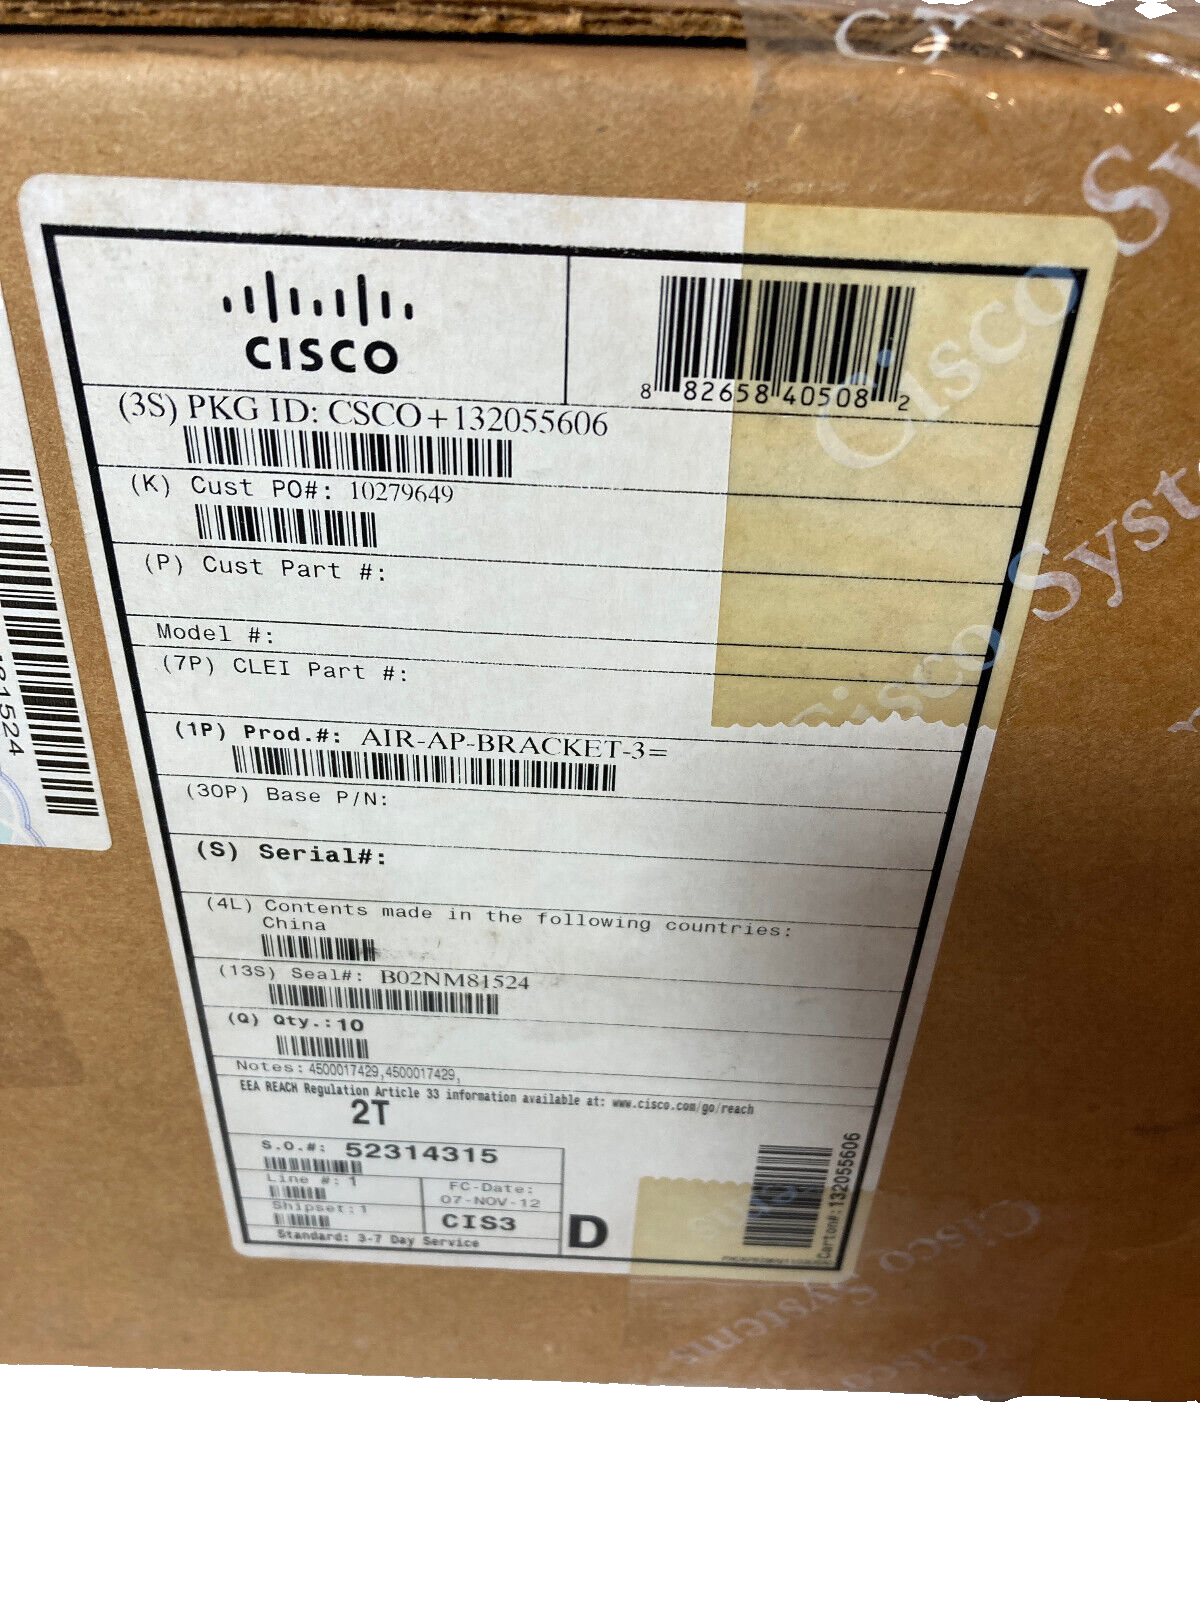 CISCO
8 82658 40508 2
(3S) PKG ID: CSCO+132055606
(K) Cust PO#: 10279649
(P) Cust Part #:
Model #:
(7P) CLEI Part #:
(1P) Prod.#: AIR-AP-BRACKET-3=
(30P) Base P/N:
(S) Serial#:
(4L) Contents made in the following countries:
China
(13S) Seal#: B02NM81524
(Q) Qty.:10
Notes: 4500017429,4500017429,
EEA REACH Regulation Article 33 information available at: www.cisco.com/go/reach
2T
S.O.#: 52314315
Line #: 1
Shipset:1
FC-Date:
07-NOV-12
CIS3
Standard: 3-7 Day Service
D
Carton#:132055606
81524
Cisco Systems
Cisco Systems
Cisco